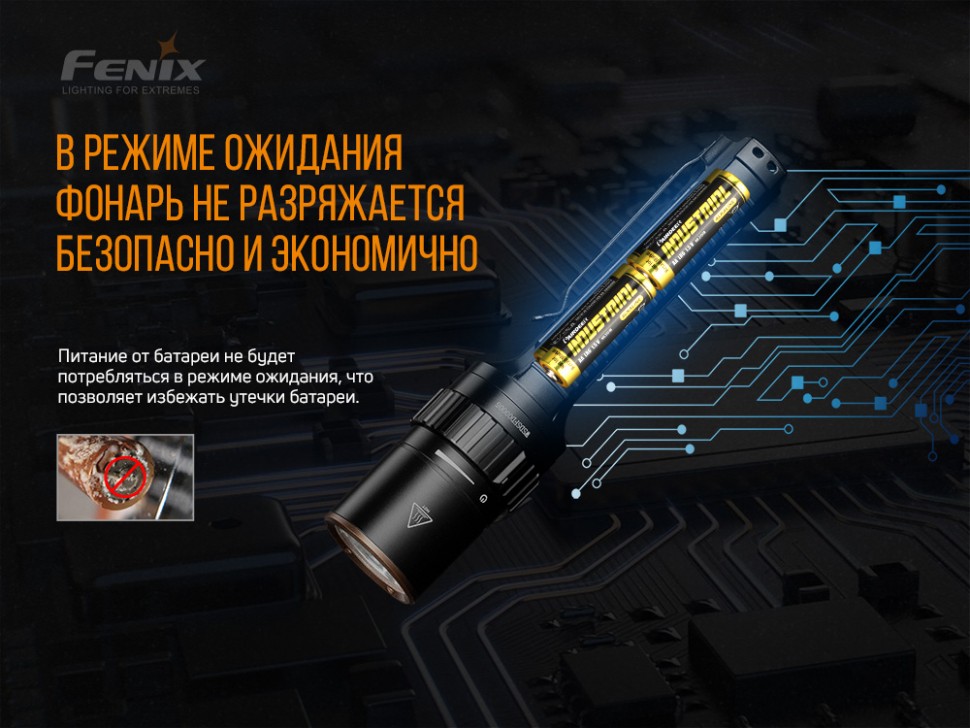 FENIX
LIGHTING FOR EXTREMES
В РЕЖИМЕ ОЖИДАНИЯ
ФОНАРЬ НЕ РАЗРЯЖАЕТСЯ
БЕЗОПАСНО И ЭКОНОМИЧНО
Питание от батареи не будет
потребляться в режиме ожидания, что
позволяет избежать утечки батареи.
INDUSTRIAL
INDUSTRIAL